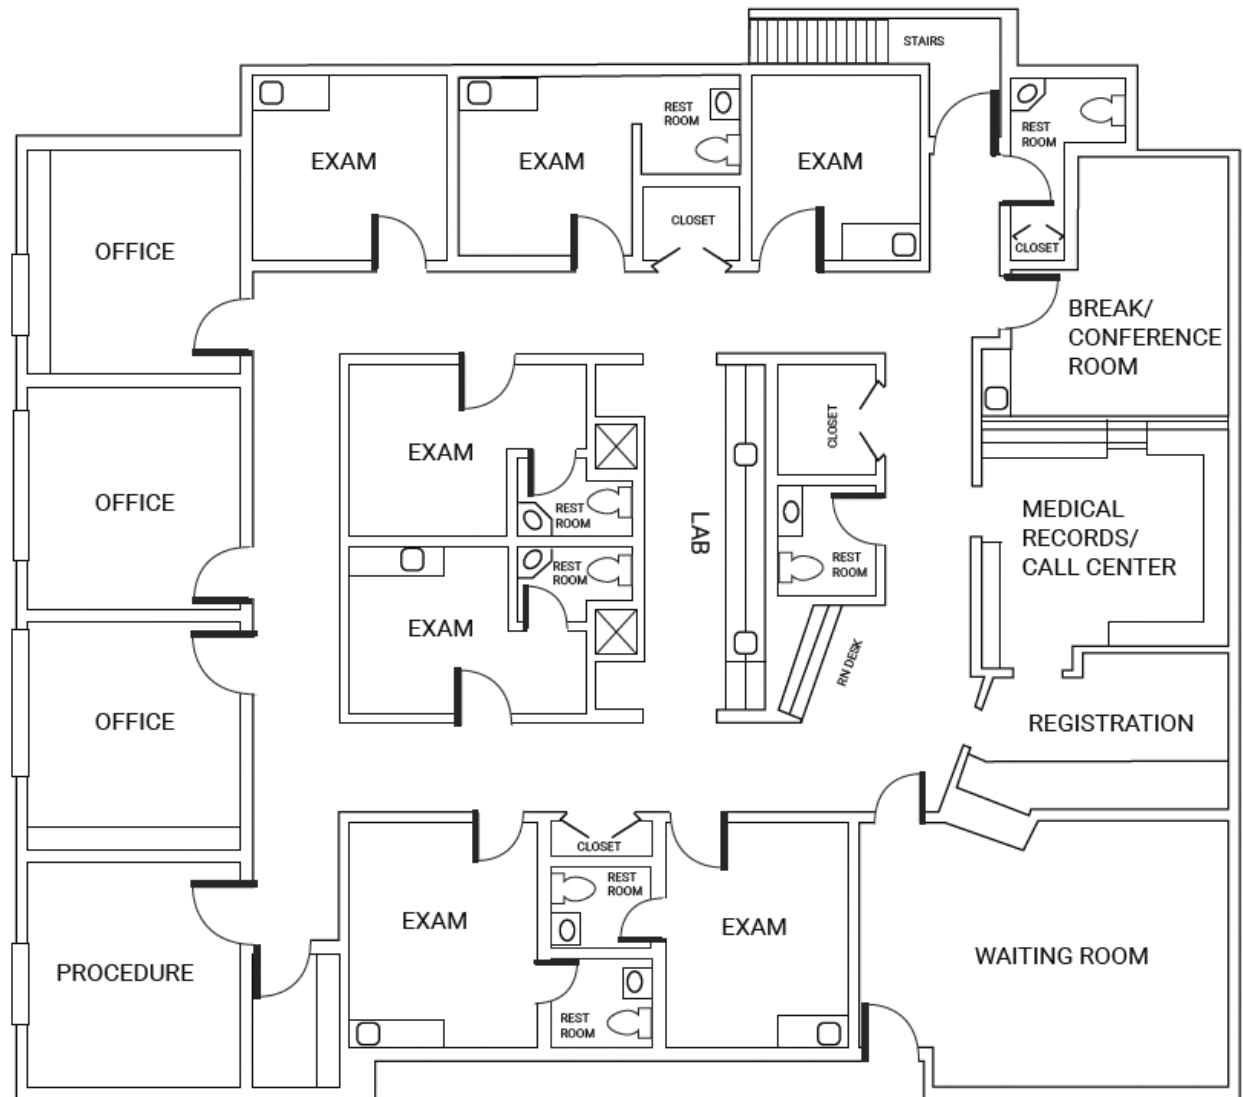 STAIRS
REST
ROOM
REST
ROOM
EXAM
EXAM
EXAM
CLOSET
CLOSET
OFFICE
BREAK/
CONFERENCE
ROOM
CLOSET
EXAM
OFFICE
REST
ROOM
LAB
MEDICAL
RECORDS/
CALL CENTER
REST
ROOM
REST
ROOM
EXAM
RN DESK
OFFICE
REGISTRATION
CLOSET
REST
ROOM
EXAM
EXAM
WAITING ROOM
PROCEDURE
REST
ROOM